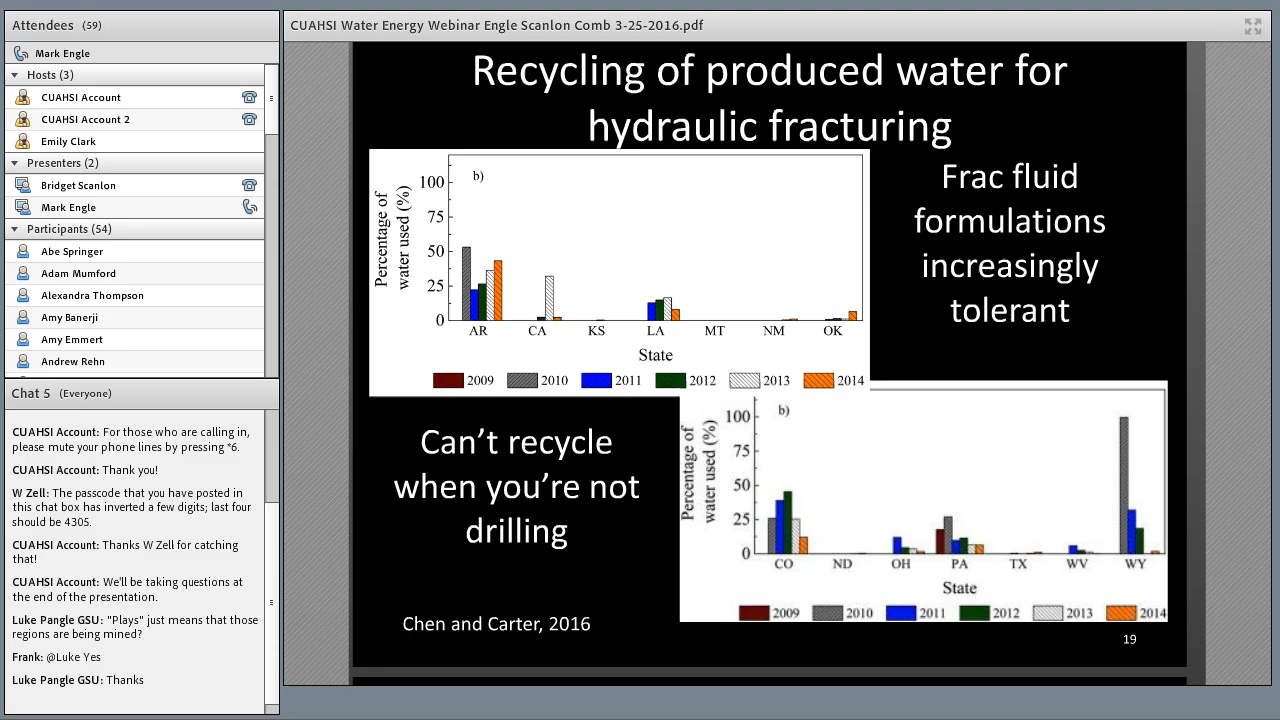 Attendees (59)
Mark Engle
Hosts (3)
CUAHSI Account
CUAHSI Account 2
Emily Clark
Presenters (2)
Bridget Scanlon
Mark Engle
Participants (54)
Abe Springer
Adam Mumford
Alexandra Thompson
Amy Banerji
Amy Emmert
Andrew Rehn
Chat 5 (Everyone)
CUAHSI Account: For those who are calling in,
please mute your phone lines by pressing *6.
CUAHSI Account: Thank you!
W Zell: The passcode that you have posted in
this chat box has inverted a few digits; last four
should be 4305.
CUAHSI Account: Thanks W Zell for catching
that!
CUAHSI Account: We'll be taking questions at
the end of the presentation.
Luke Pangle GSU: "Plays" just means that those
regions are being mined?
Frank: @Luke Yes
Luke Pangle GSU: Thanks
CUAHSI Water Energy Webinar Engle Scanlon Comb 3-25-2016.pdf
Recycling of produced water for
hydraulic fracturing
Percentage of
water used (%)
b)
100
75
50
25
0
AR CA KS LA MT NM OK
State
2009 2010 2011 2012 2013 2014
Frac fluid
formulations
increasingly
tolerant
Can't recycle
when you're not
drilling
Percentage of
water used (%)
b)
100
75
50
25
0
CO ND OH PA TX WV WY
State
2009 2010 2011 2012 2013 2014
Chen and Carter, 2016
19